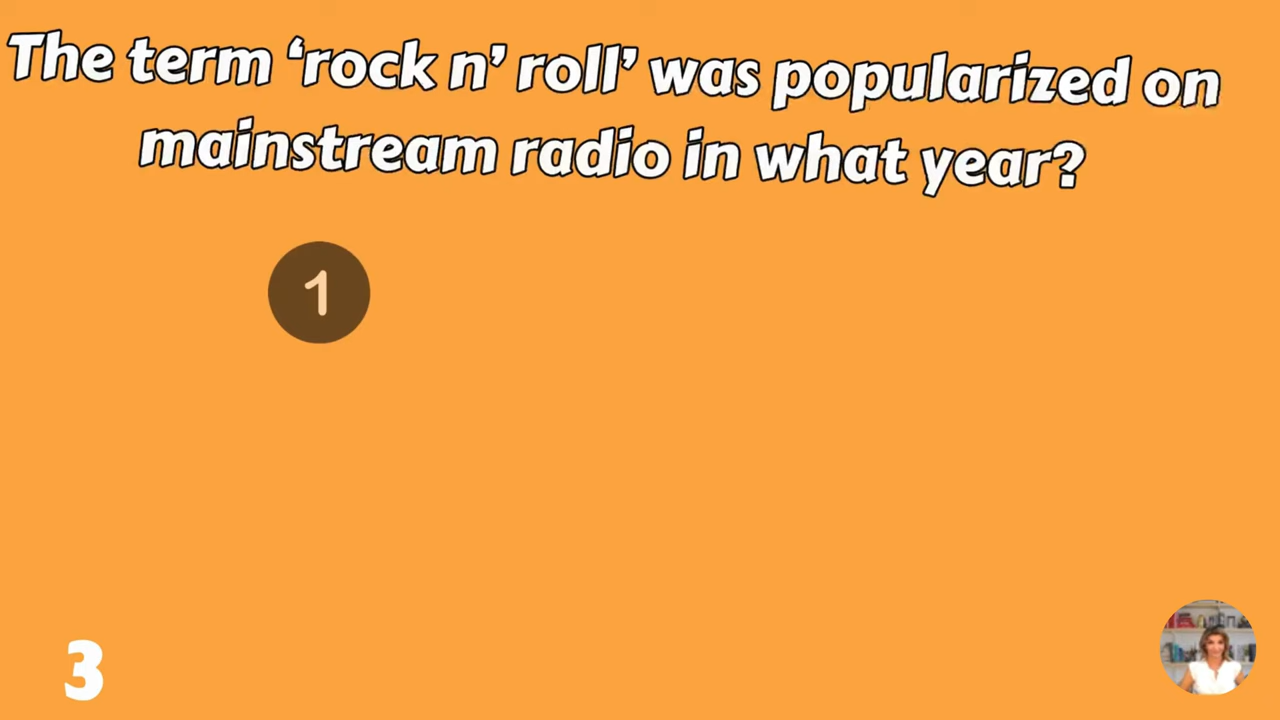 The term ‘rock n’ roll’ was popularized on
mainstream radio in what year?
1
3